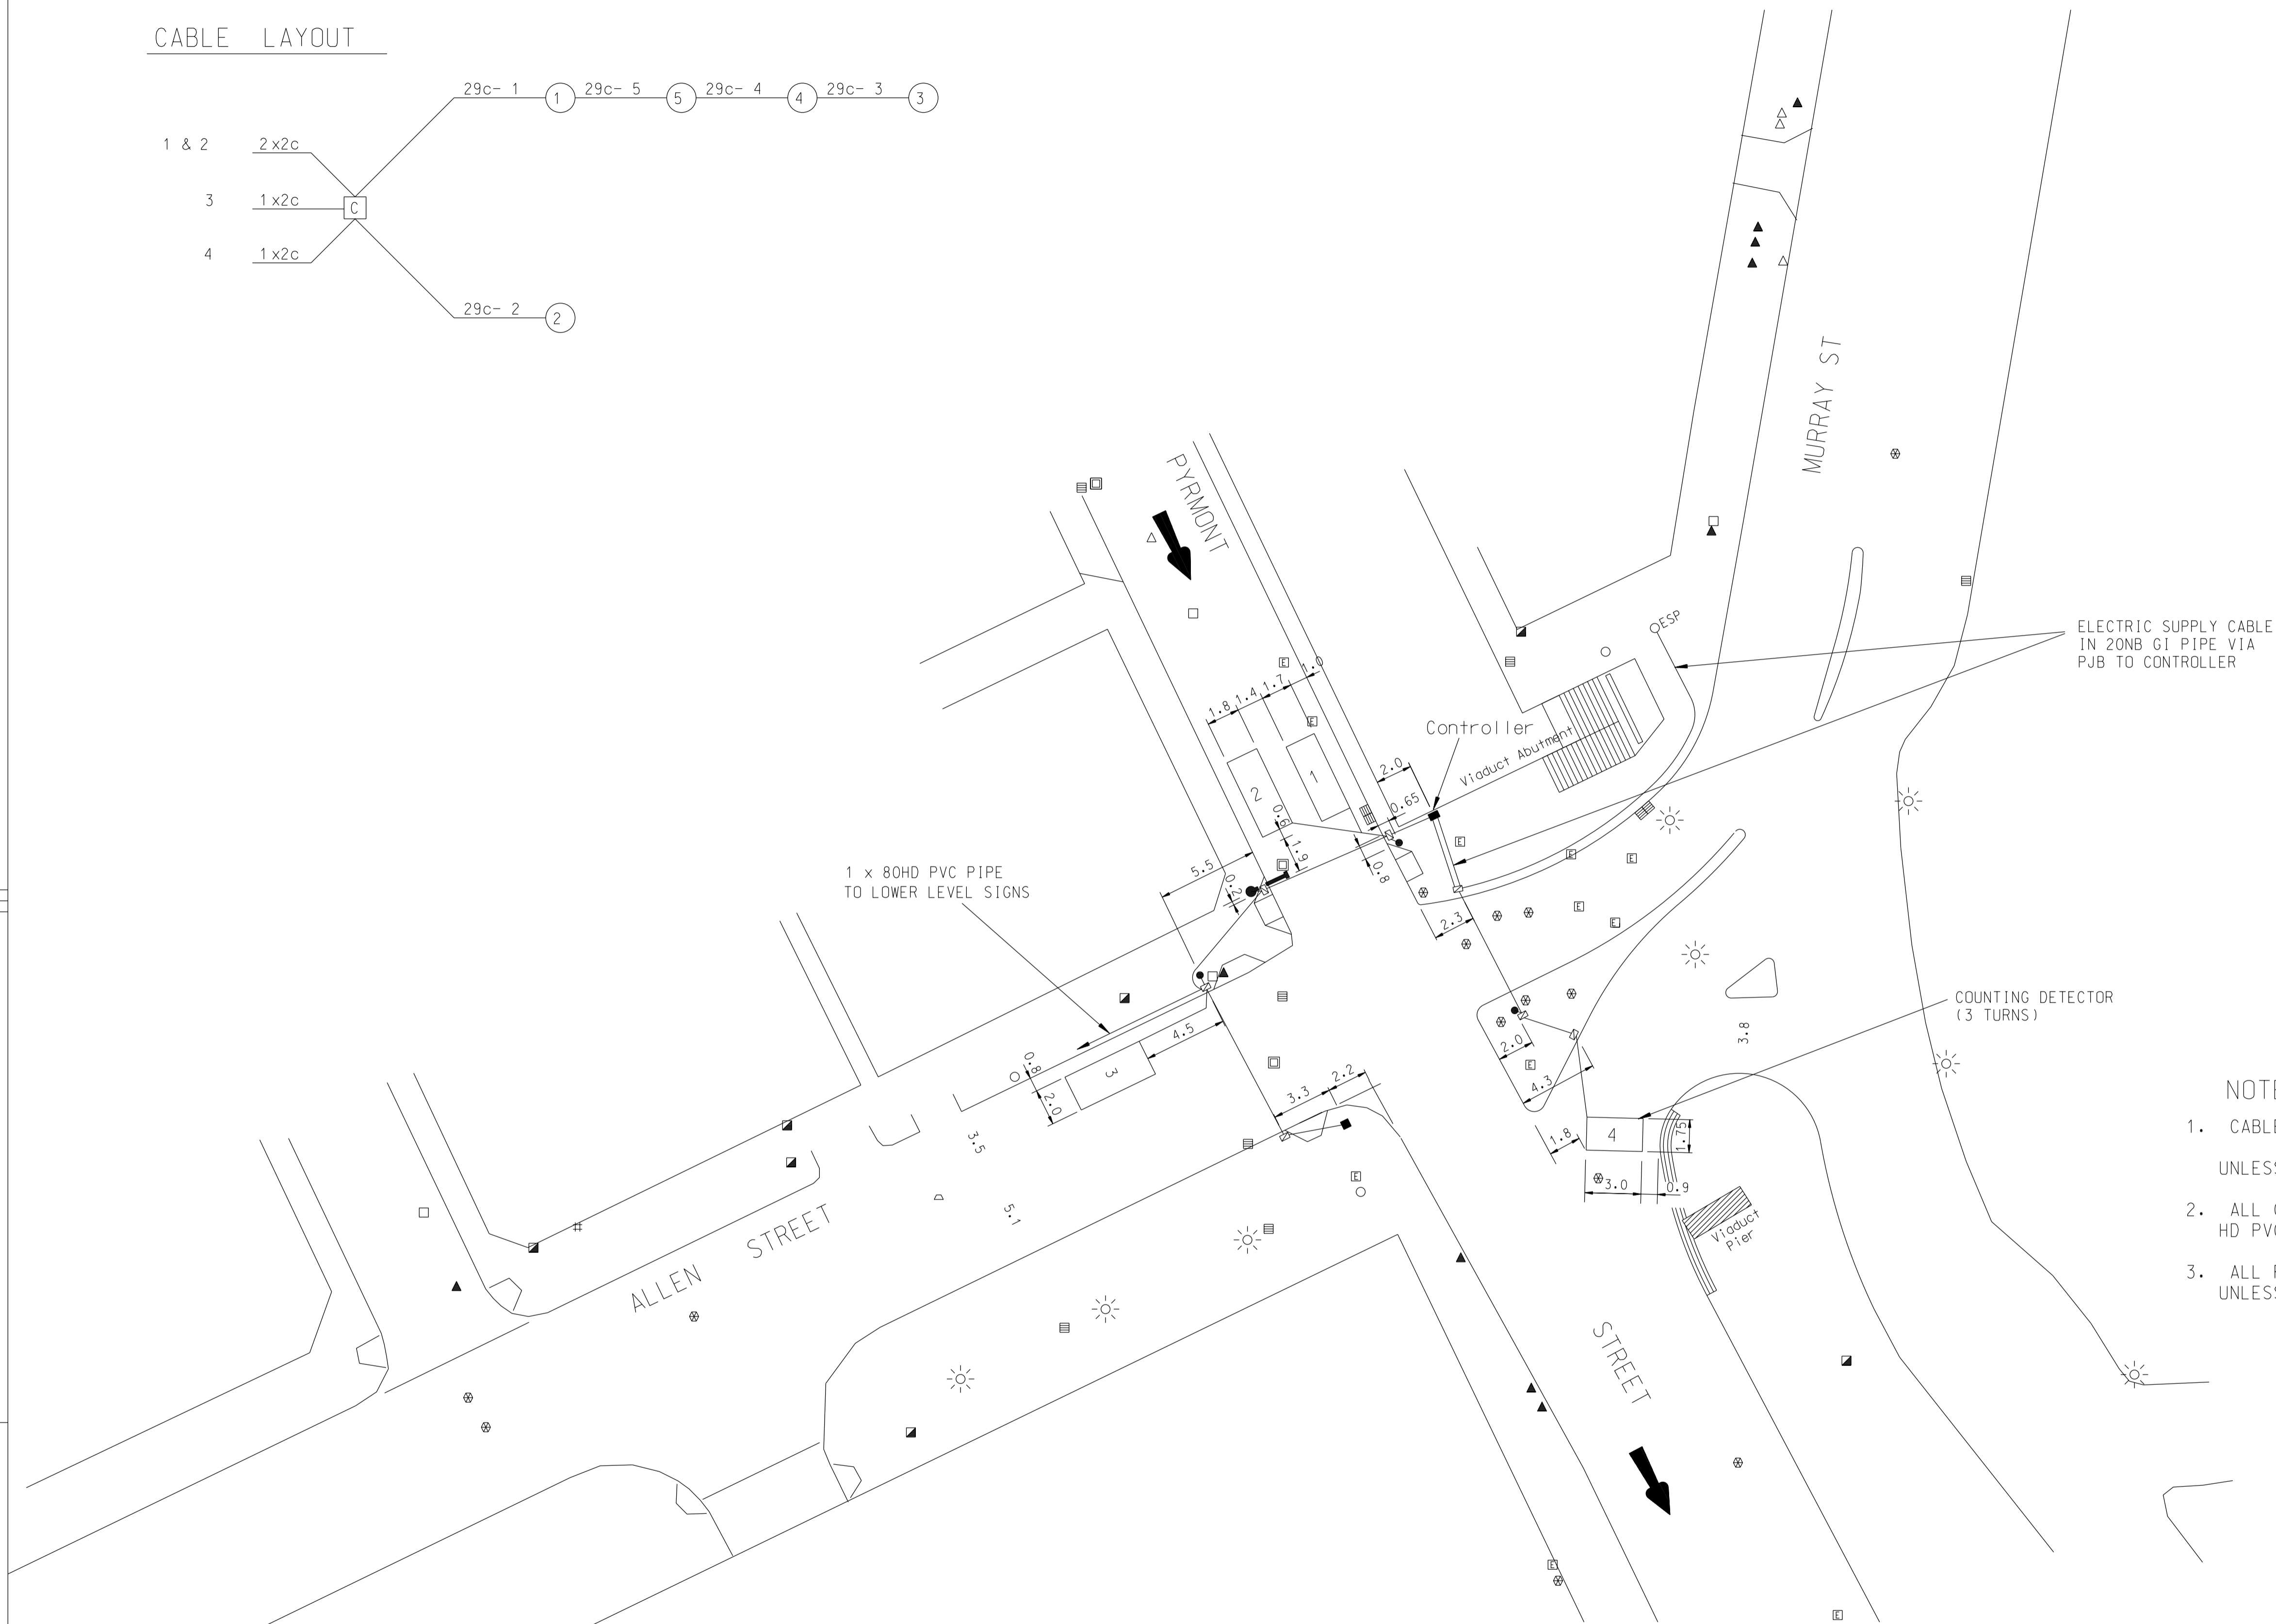 CABLE LAYOUT
29c- 1
1
29c- 5
5
29c- 4
4
29c- 3
3
1 & 2
2x2c
3
1x2c
C
4
1x2c
29c- 2
2
MURRAY ST
PYRMONT
ESP
ELECTRIC SUPPLY CABLE
IN 20NB GI PIPE VIA
PJB TO CONTROLLER
E
1.8
1.4
1.7
1.0
E
Controller
Viaduct Abutment
2.0
1
2
0.65
0.6
1.9
0.8
E
E
E
1 x 80HD PVC PIPE
TO LOWER LEVEL SIGNS
5.5
0.2
2.3
E
E
COUNTING DETECTOR
(3 TURNS)
3.8
4.5
0.8
3
2.0
2.0
E
4.3
3.3
2.2
NOTE
1. CABLE
UNLESS
2. ALL
HD PVC
3. ALL
UNLESS
3.5
1.8
4
1.75
E
3.0
0.9
5.1
Viaduct
Pier
ALLEN STREET
STREET
E
E